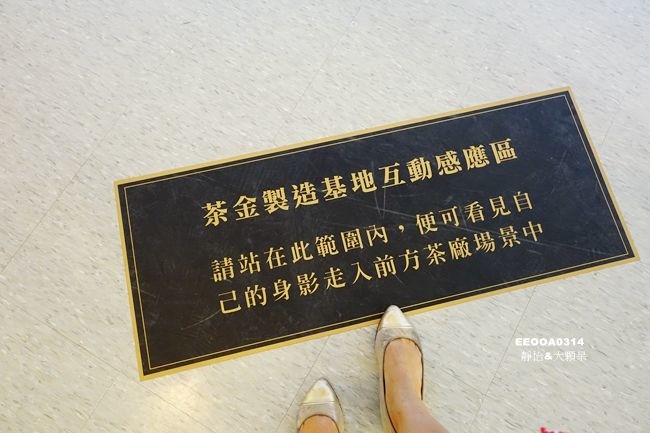 茶金製造基地互動感應區
請站在此範圍內，便可看見自
己的身影走入前方茶廠場景中
EEOOA0314
靜怡&大顆呆